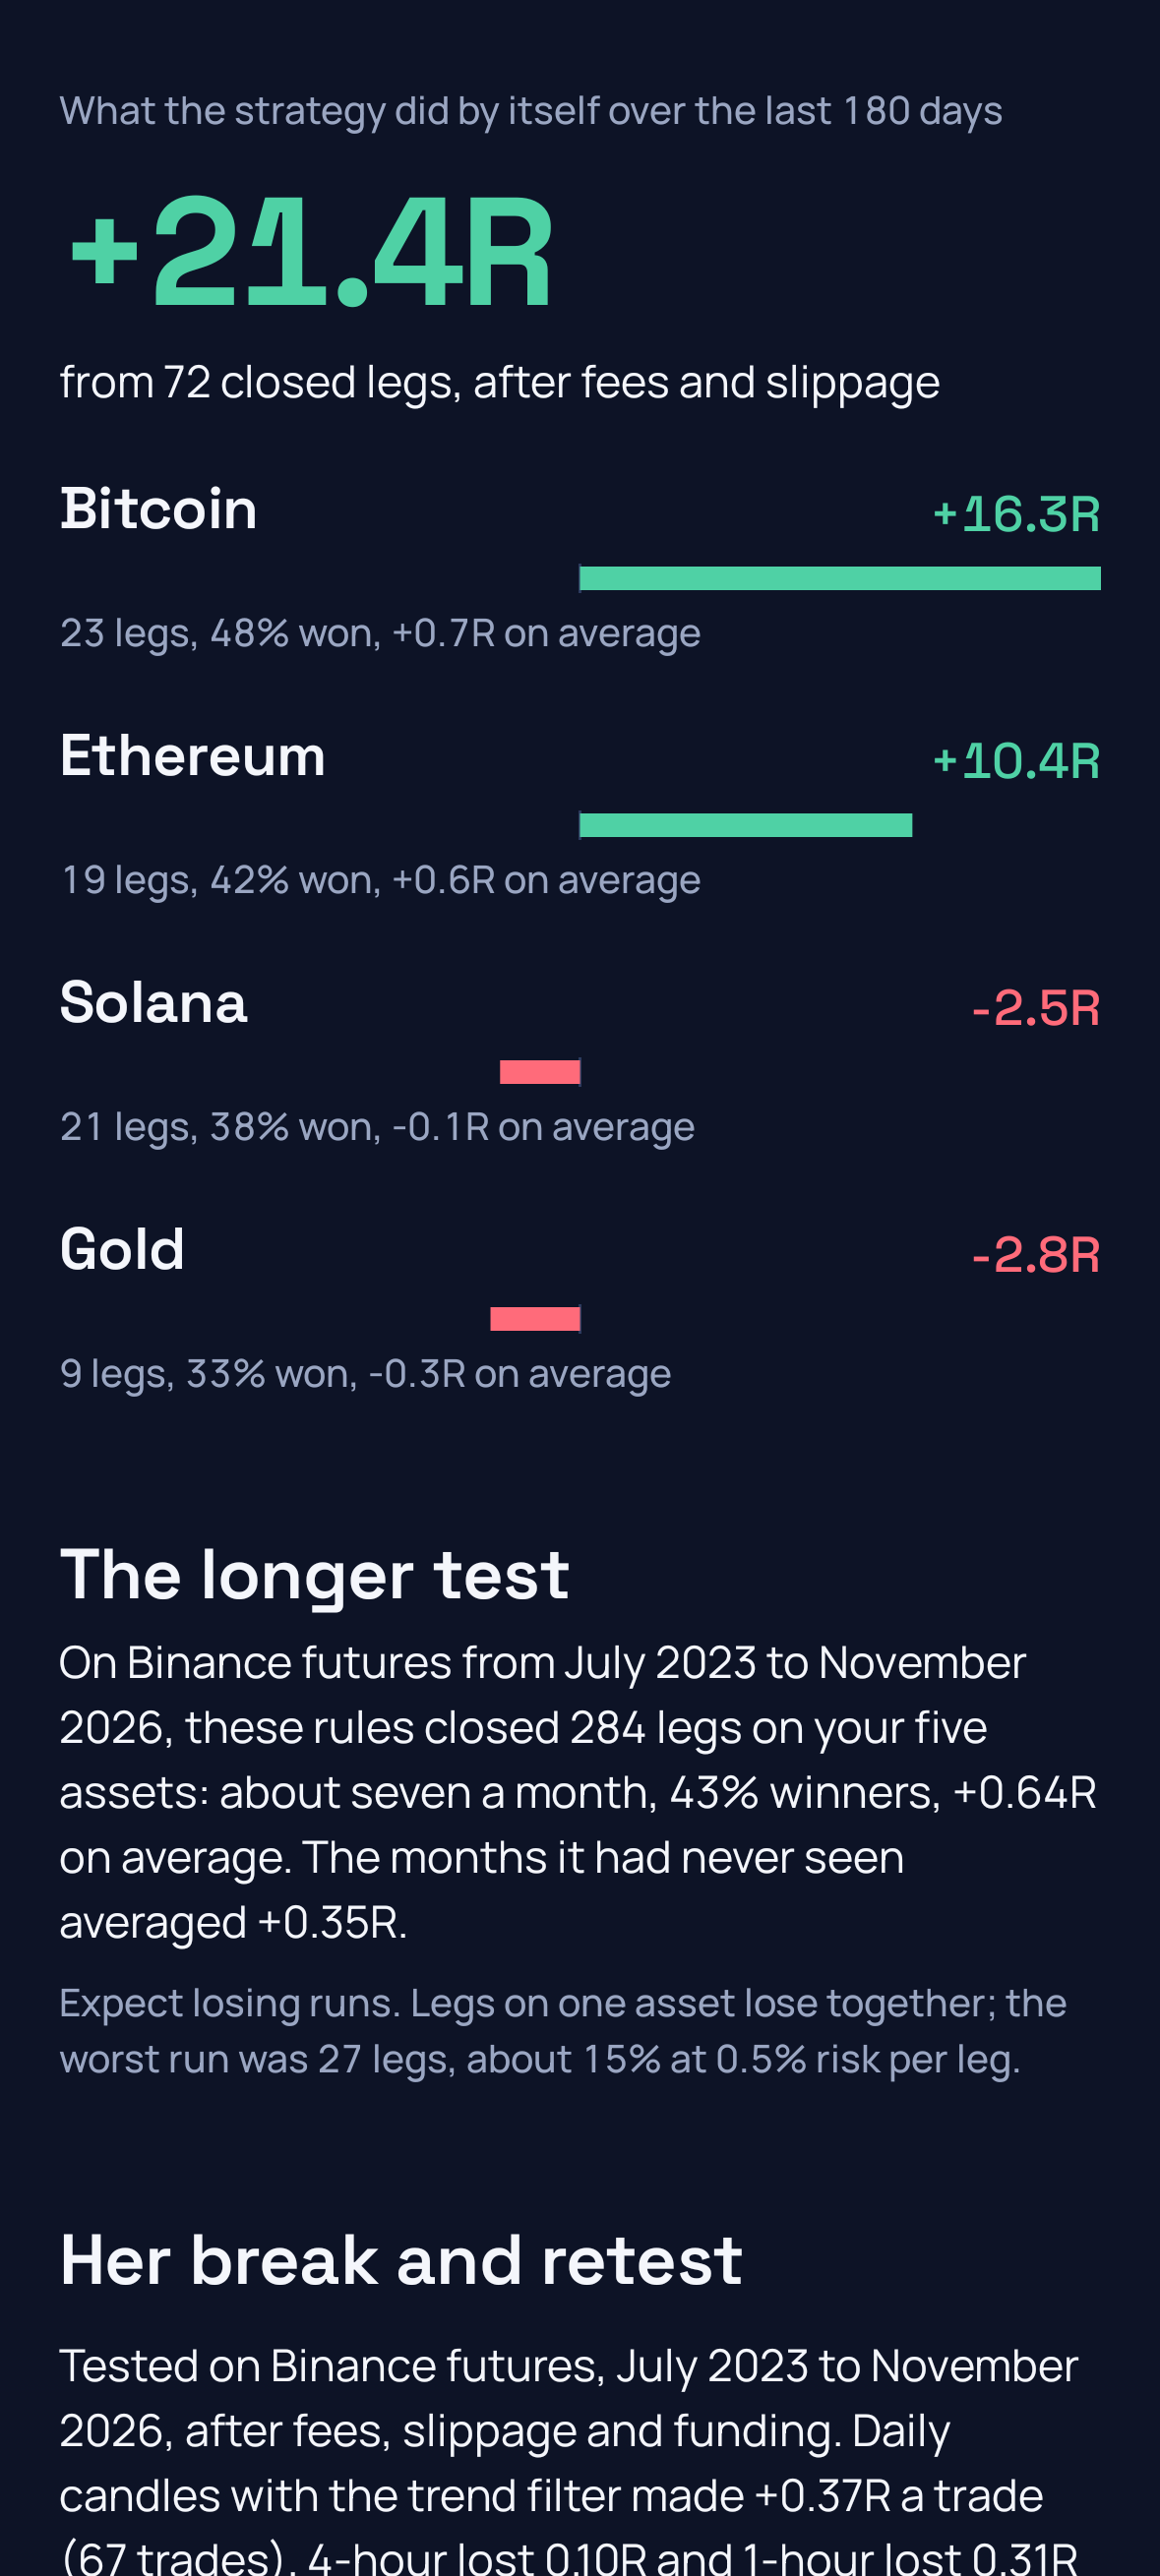 What the strategy did by itself over the last 180 days
+21.4R
from 72 closed legs, after fees and slippage
Bitcoin
+16.3R
23 legs, 48% won, +0.7R on average
Ethereum
+10.4R
19 legs, 42% won, +0.6R on average
Solana
-2.5R
21 legs, 38% won, -0.1R on average
Gold
-2.8R
9 legs, 33% won, -0.3R on average
The longer test
On Binance futures from July 2023 to November
2026, these rules closed 284 legs on your five
assets: about seven a month, 43% winners, +0.64R
on average. The months it had never seen
averaged +0.35R.
Expect losing runs. Legs on one asset lose together; the
worst run was 27 legs, about 15% at 0.5% risk per leg.
Her break and retest
Tested on Binance futures, July 2023 to November
2026, after fees, slippage and funding. Daily
candles with the trend filter made +0.37R a trade
(67 trades). 4-hour lost 0.10R and 1-hour lost 0.31R